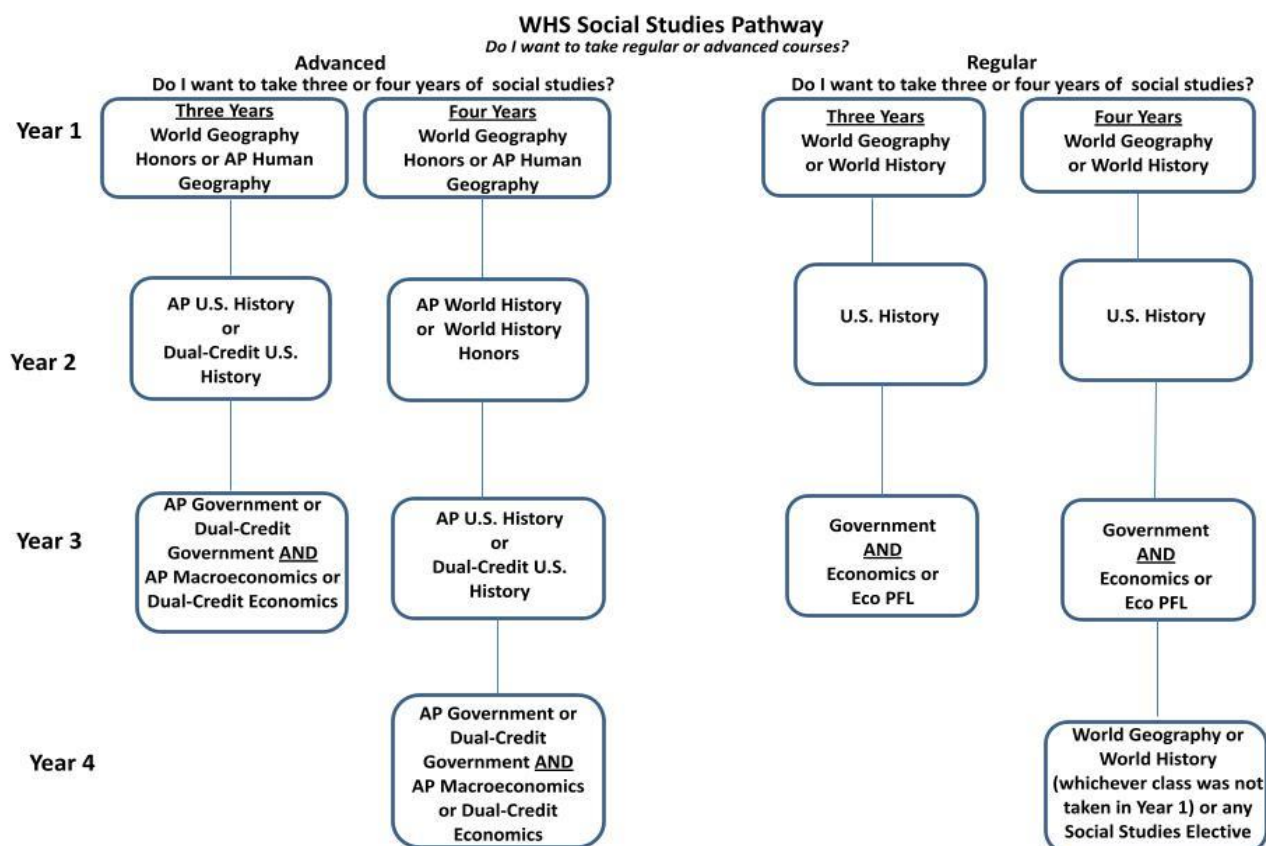 WHS Social Studies Pathway
Do I want to take regular or advanced courses?
Advanced
Do I want to take three or four years of social studies?
Regular
Do I want to take three or four years of social studies?
Year 1
Three Years
World Geography
Honors or AP Human
Geography
Four Years
World Geography
Honors or AP Human
Geography
Three Years
World Geography
or World History
Four Years
World Geography
or World History
Year 2
AP U.S. History
or
Dual-Credit U.S.
History
AP World History
or World History
Honors
U.S. History
U.S. History
Year 3
AP Government or
Dual-Credit
Government AND
AP Macroeconomics or
Dual-Credit Economics
AP U.S. History
or
Dual-Credit U.S.
History
Government
AND
Economics or
Eco PFL
Government
AND
Economics or
Eco PFL
Year 4
AP Government or
Dual-Credit
Government AND
AP Macroeconomics
or Dual-Credit
Economics
World Geography or
World History
(whichever class was not
taken in Year 1) or any
Social Studies Elective